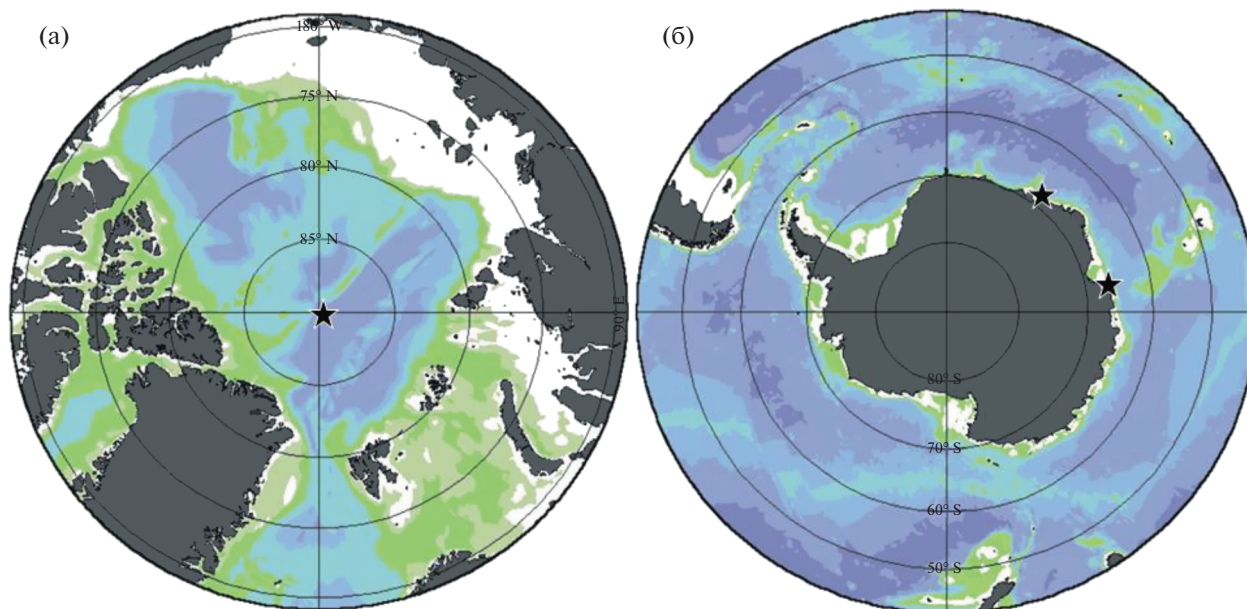 (а)
180° W
75° N
80° N
85° N
90° E
(б)
80° S
70° S
60° S
50° S